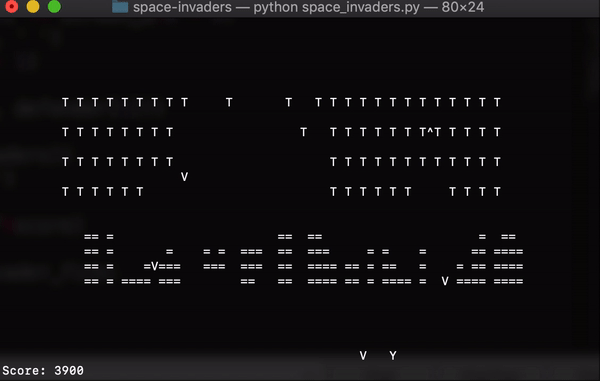 space-invaders — python space_invaders.py — 80×24
T T T T T T T T T     T       T   T T T T T T T T T T T T T
T T T T T T T T                 T   T T T T T T T^T T T T T
T T T T T T T T                     T T T T T T T T T T T T
V
T T T T T T                         T T T T T T     T T T T
== =                      ==  ==                     =  ==
== =       =    = =  ===  ==  ===     = =    =      == ====
== =    =V===   ===  ===  ==  ==== == ==  =   =    = == ====
== = ==== ===        ==   ==  ==== == = ==== =  V ==== ====
V   Y
Score: 3900